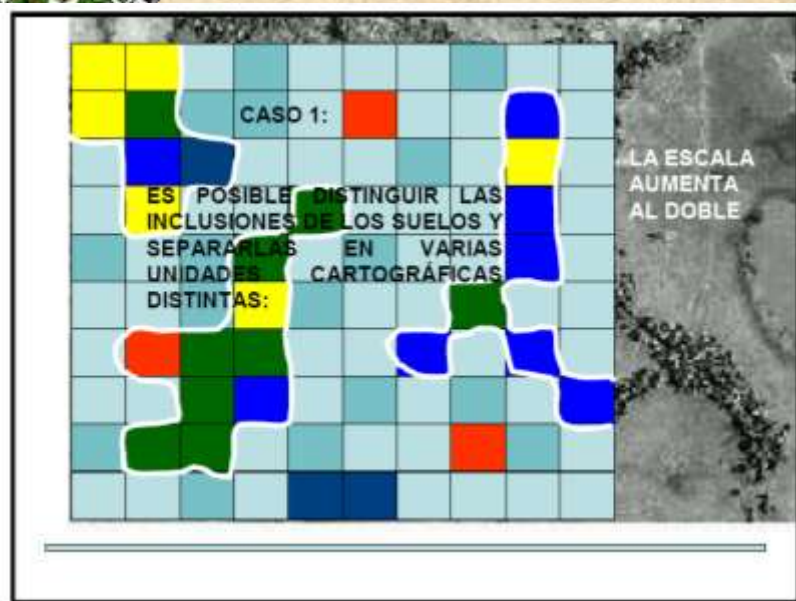 CASO 1:
ES POSIBLE DISTINGUIR LAS
INCLUSIONES DE LOS SUELOS Y
SEPARARLAS EN VARIAS
UNIDADES CARTOGRÁFICAS
DISTINTAS:
LA ESCALA
AUMENTA
AL DOBLE